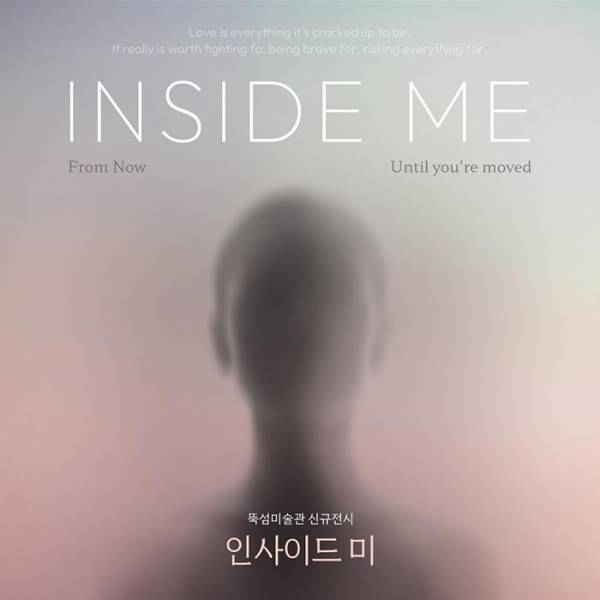 Love is everything it's cracked up to be.
It really is worth fighting fo, being brave for, risking everything for.
INSIDE ME
From Now
Until you're moved
뚝섬미술관 신규전시
인사이드 미